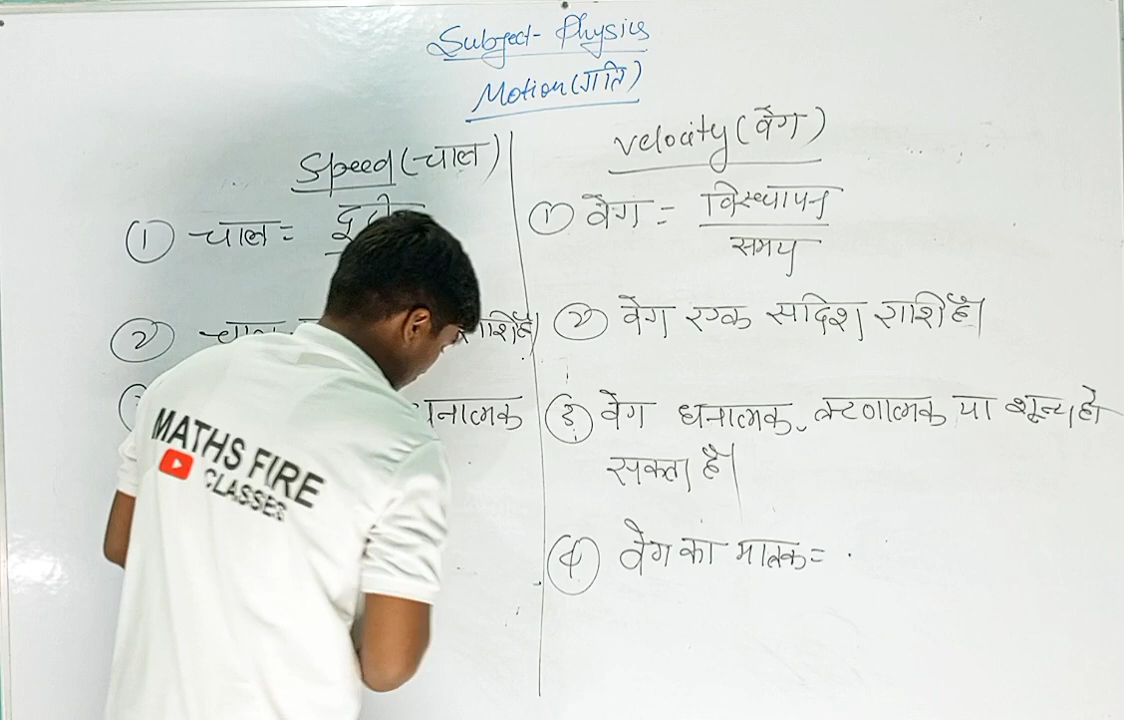 Subject- Physics
Motion(गति)
Speed(चाल)
① चाल= दूरी
② चाल राशि है|
धनात्मक
Velocity(वेग)
① वेग = विस्थापन
समय
② वेग एक सदिश राशि है|
③ वेग धनात्मक, ऋणात्मक या शून्य हो
सकता है|
④ वेग का मात्रक=
MATHS FIRE
CLASSES